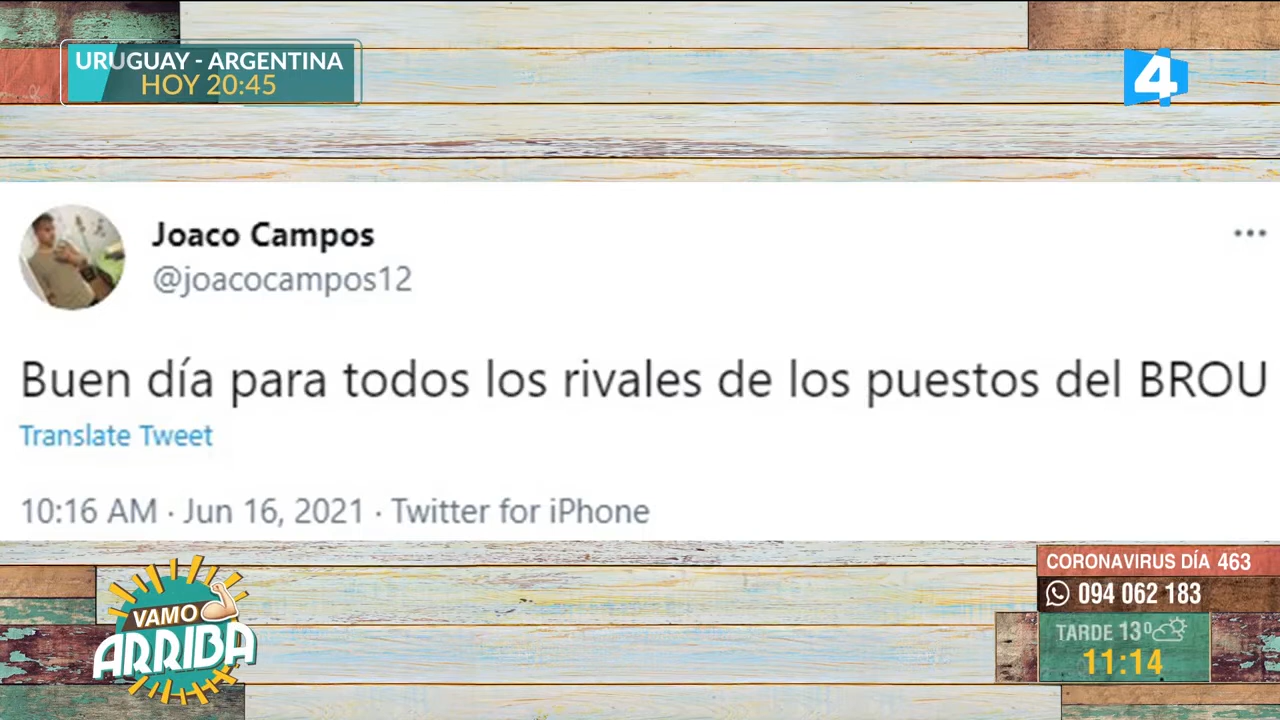 URUGUAY - ARGENTINA
HOY 20:45
4
Joaco Campos
@joacocampos12
Buen día para todos los rivales de los puestos del BROU
Translate Tweet
10:16 AM · Jun 16, 2021 · Twitter for iPhone
VAMO
ARRIBA
CORONAVIRUS DÍA 463
094 062 183
TARDE 13º
11:14